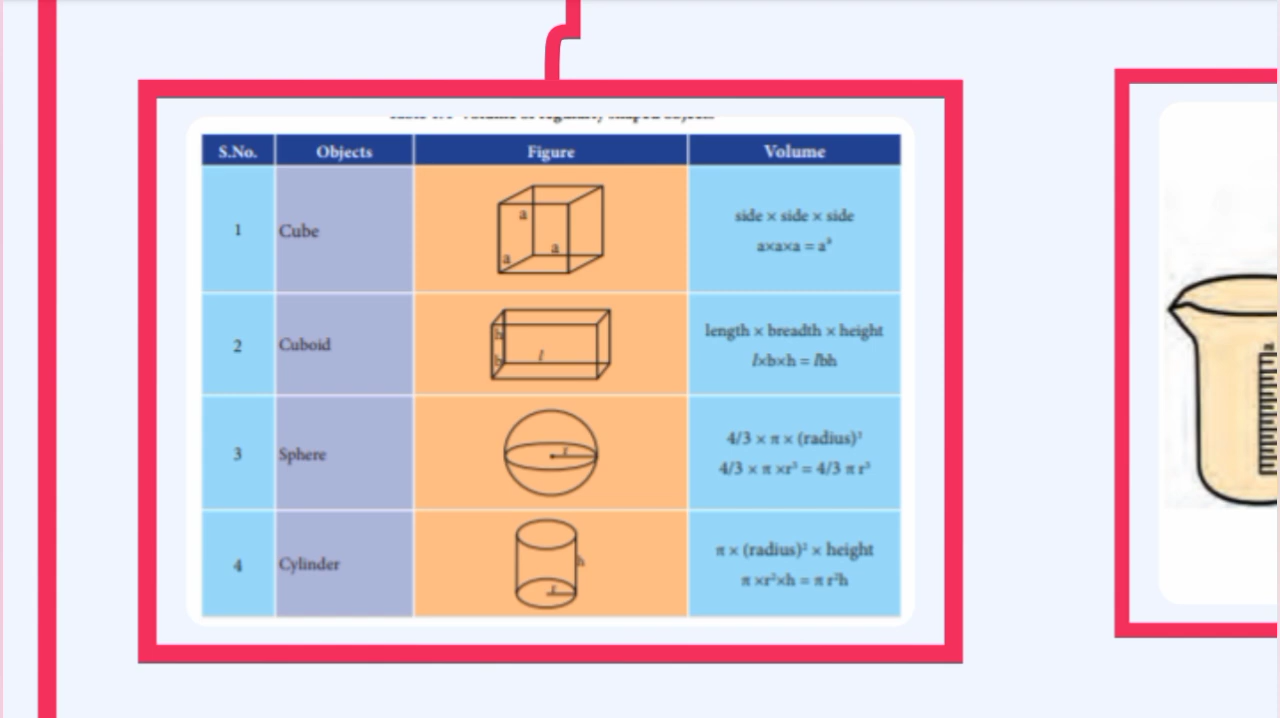 S.No. Objects Figure Volume
1 Cube
a
a
a
side × side × side
a×a×a = a³
2 Cuboid
h
b
l
length × breadth × height
l×b×h = lbh
3 Sphere
r
4/3 × π × (radius)³
4/3 × π ×r³ = 4/3 π r³
4 Cylinder
h
r
π × (radius)² × height
π ×r²×h = π r²h